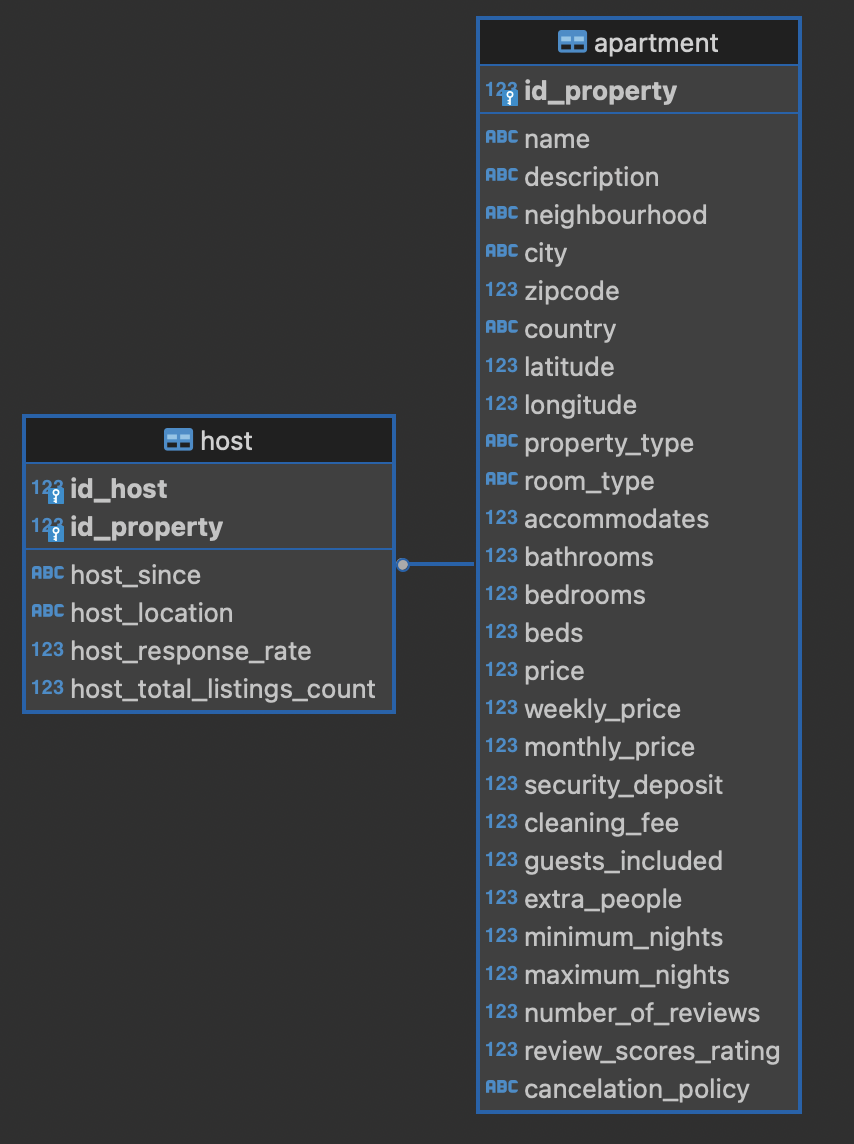 apartment
123 id_property
ABC name
ABC description
ABC neighbourhood
ABC city
123 zipcode
ABC country
123 latitude
123 longitude
ABC property_type
ABC room_type
123 accommodates
123 bathrooms
123 bedrooms
123 beds
123 price
123 weekly_price
123 monthly_price
123 security_deposit
123 cleaning_fee
123 guests_included
123 extra_people
123 minimum_nights
123 maximum_nights
123 number_of_reviews
123 review_scores_rating
ABC cancelation_policy
host
123 id_host
123 id_property
ABC host_since
ABC host_location
123 host_response_rate
123 host_total_listings_count